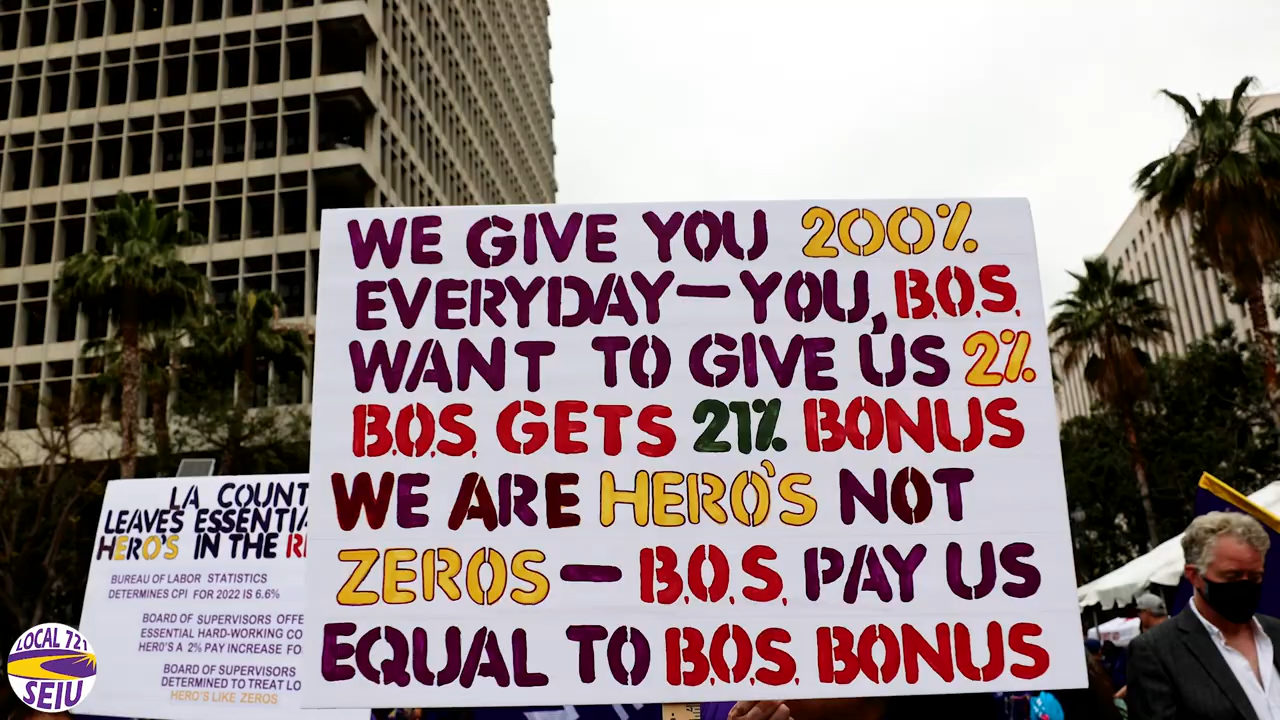 WE GIVE YOU 200%
EVERYDAY—YOU, B.O.S.
WANT TO GIVE US 2%
B.O.S. GETS 21% BONUS
WE ARE HERO'S NOT
ZEROS — B.O.S. PAY US
EQUAL TO B.O.S. BONUS
LA COUNT
LEAVES ESSENTIA
HERO'S IN THE
BUREAU OF LABOR STATISTICS
DETERMINES CPI FOR 2022 IS 6.6%
BOARD OF SUPERVISORS OFFE
ESSENTIAL HARD-WORKING CO
HERO'S A 2% PAY INCREASE FO
BOARD OF SUPERVISORS
DETERMINED TO TREAT LO
HERO'S LIKE ZEROS
LOCAL 721
SEIU